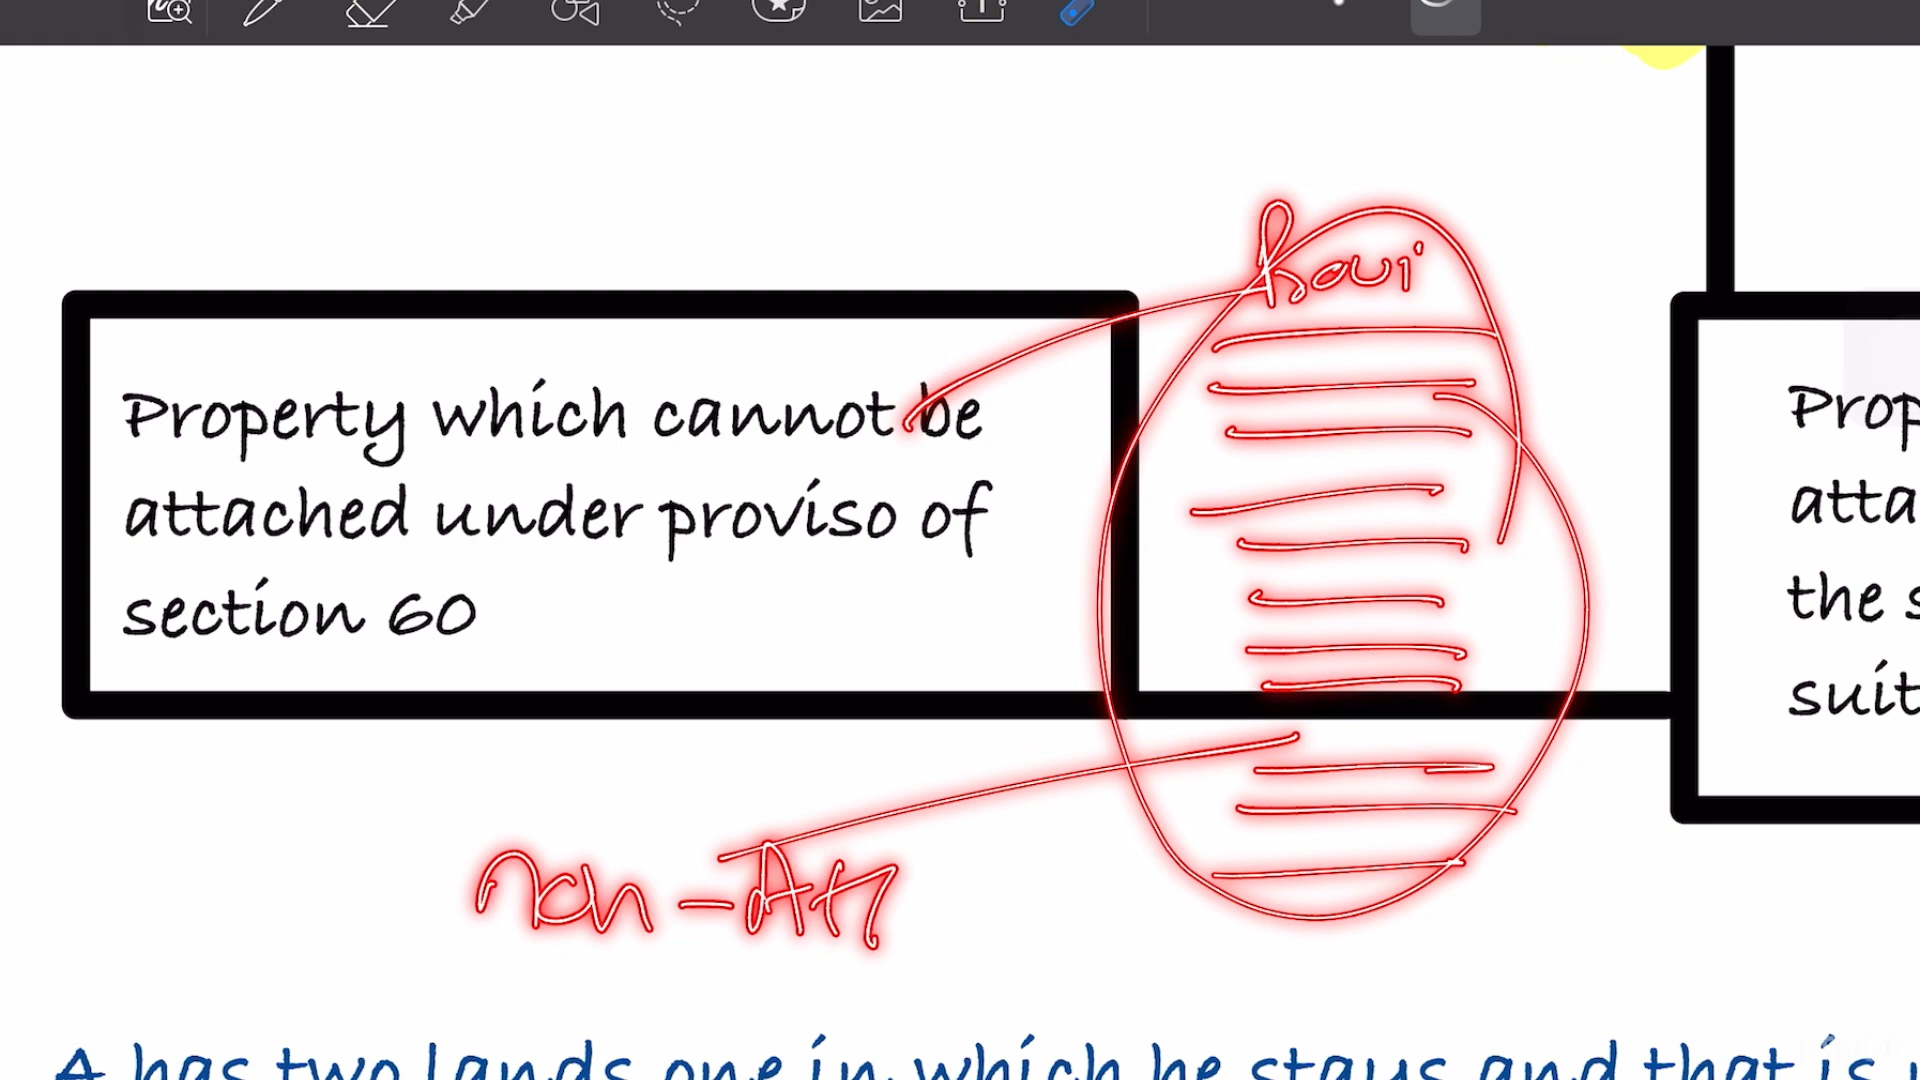 Property which cannot be
attached under proviso of
section 60
Prop
atta
the s
suit
non-Att
A has two lands one in which he stays and that is